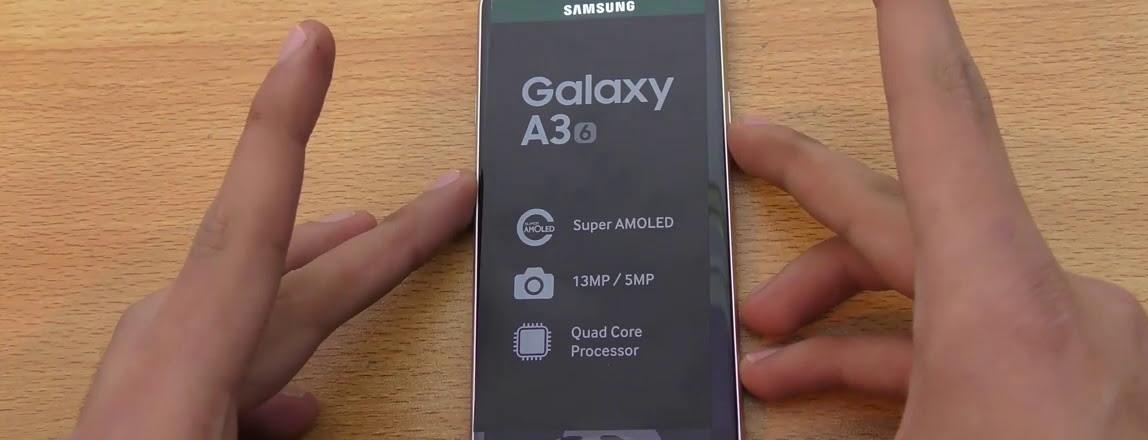 SAMSUNG
Galaxy
A3 6
SUPER
AMOLED
Super AMOLED
13MP / 5MP
Quad Core
Processor